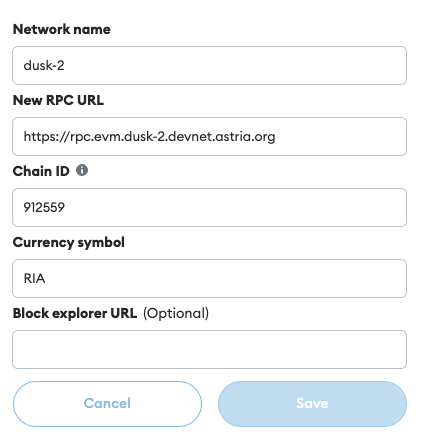 Network name
dusk-2
New RPC URL
https://rpc.evm.dusk-2.devnet.astria.org
Chain ID
912559
Currency symbol
RIA
Block explorer URL (Optional)
Cancel Save